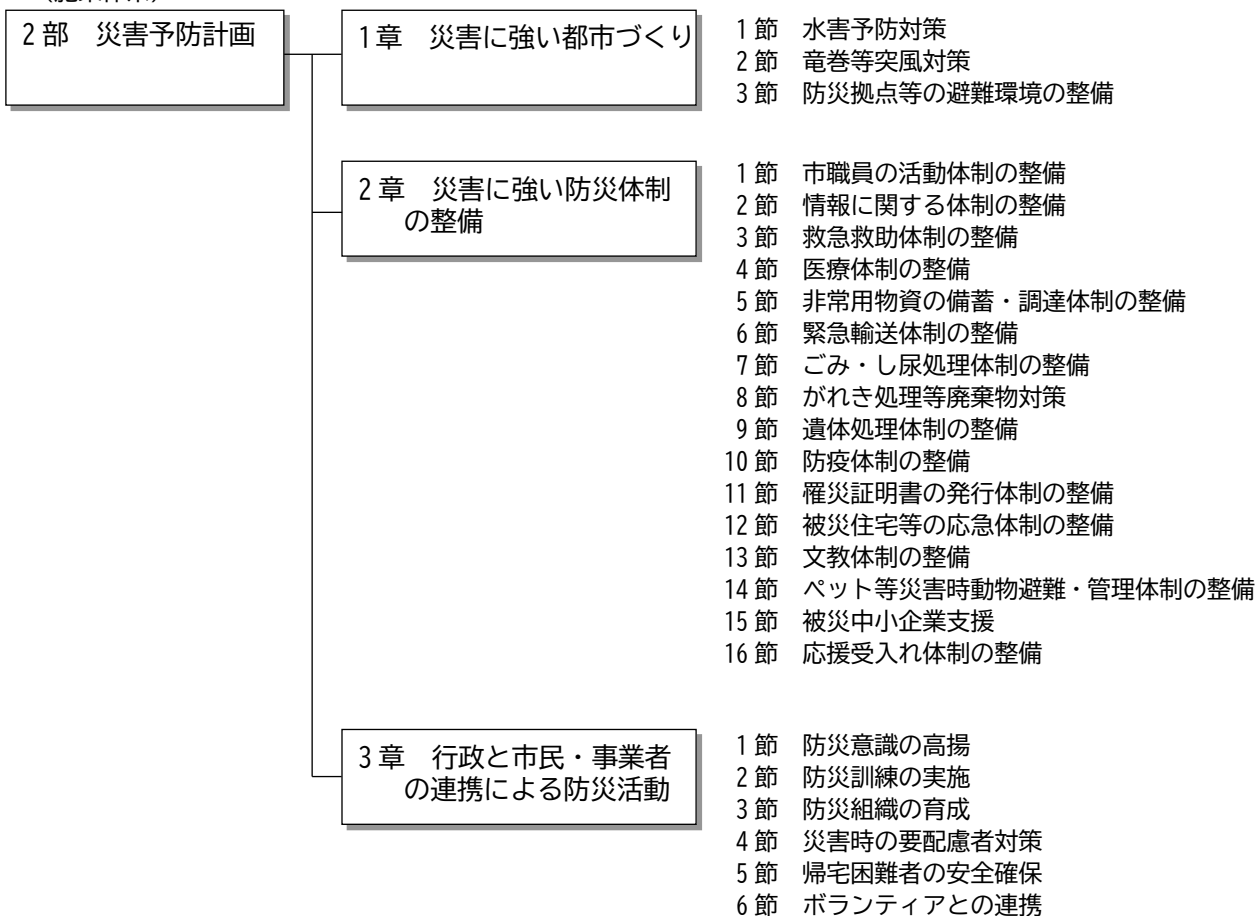 2部 災害予防計画
1章 災害に強い都市づくり
1節 水害予防対策
2節 竜巻等突風対策
3節 防災拠点等の避難環境の整備
2章 災害に強い防災体制
の整備
1節 市職員の活動体制の整備
2節 情報に関する体制の整備
3節 救急救助体制の整備
4節 医療体制の整備
5節 非常用物資の備蓄・調達体制の整備
6節 緊急輸送体制の整備
7節 ごみ・し尿処理体制の整備
8節 がれき処理等廃棄物対策
9節 遺体処理体制の整備
10節 防疫体制の整備
11節 罹災証明書の発行体制の整備
12節 被災住宅等の応急体制の整備
13節 文教体制の整備
14節 ペット等災害時動物避難・管理体制の整備
15節 被災中小企業支援
16節 応援受入れ体制の整備
3章 行政と市民・事業者
の連携による防災活動
1節 防災意識の高揚
2節 防災訓練の実施
3節 防災組織の育成
4節 災害時の要配慮者対策
5節 帰宅困難者の安全確保
6節 ボランティアとの連携